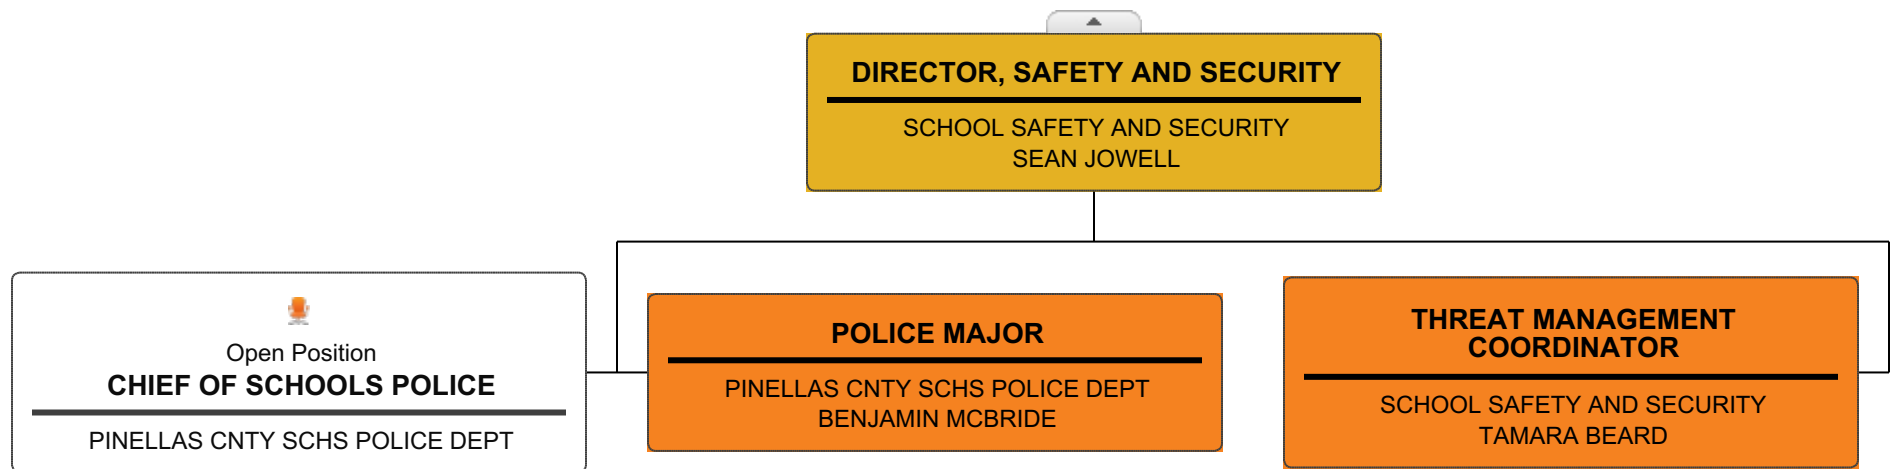 DIRECTOR, SAFETY AND SECURITY
SCHOOL SAFETY AND SECURITY
SEAN JOWELL
Open Position
CHIEF OF SCHOOLS POLICE
PINELLAS CNTY SCHS POLICE DEPT
POLICE MAJOR
PINELLAS CNTY SCHS POLICE DEPT
BENJAMIN MCBRIDE
THREAT MANAGEMENT
COORDINATOR
SCHOOL SAFETY AND SECURITY
TAMARA BEARD